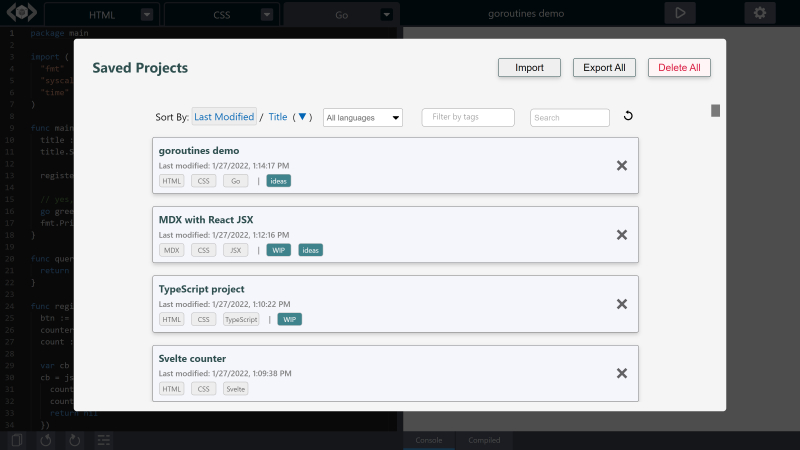 HTML
CSS
Go
goroutines demo
1 package main
2
3 import (
4 "fmt"
5 "syscal
6 "time"
7 )
8
9 func main
10 title :
11 title.S
12
13 registe
14
15 // yes,
16 go gree
17 fmt.Pri
18 }
19
20 func quer
21 return
22 }
23
24 func regi
25 btn :=
26 counter
27 count :
28
29 var cb
30 cb = js
31 count
32 count
33 return nil
34 })
Saved Projects
Import
Export All
Delete All
Sort By: Last Modified / Title ( ▼ )
All languages
Filter by tags
Search
goroutines demo
Last modified: 1/27/2022, 1:14:17 PM
HTML CSS Go | ideas
MDX with React JSX
Last modified: 1/27/2022, 1:12:16 PM
MDX CSS JSX | WIP ideas
TypeScript project
Last modified: 1/27/2022, 1:10:22 PM
HTML CSS TypeScript | WIP
Svelte counter
Last modified: 1/27/2022, 1:09:38 PM
HTML CSS Svelte
Console
Compiled